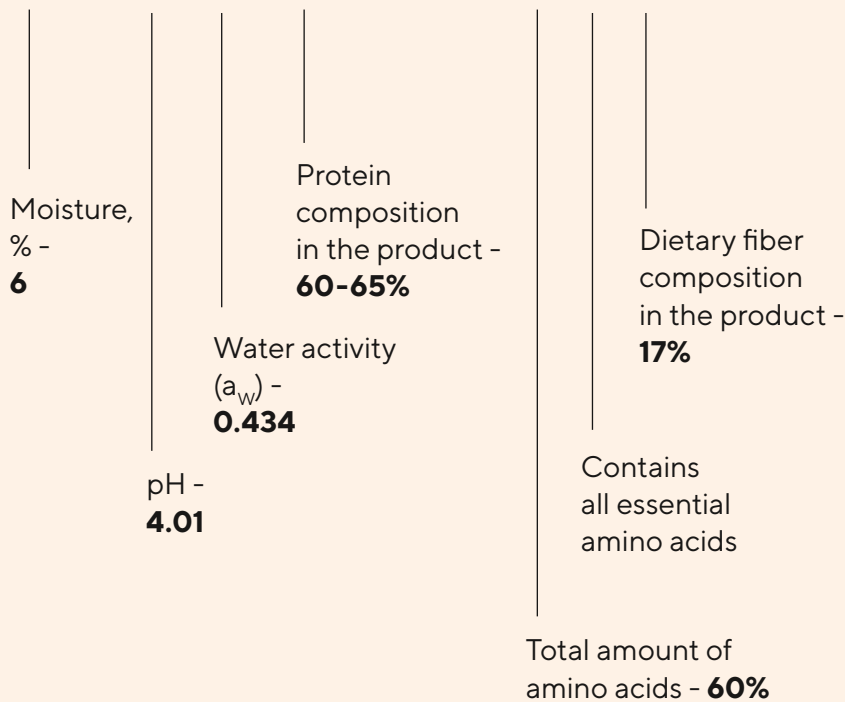 Moisture,
% -
6
pH -
4.01
Water activity
(aw) -
0.434
Protein
composition
in the product -
60-65%
Total amount of
amino acids - 60%
Contains
all essential
amino acids
Dietary fiber
composition
in the product -
17%